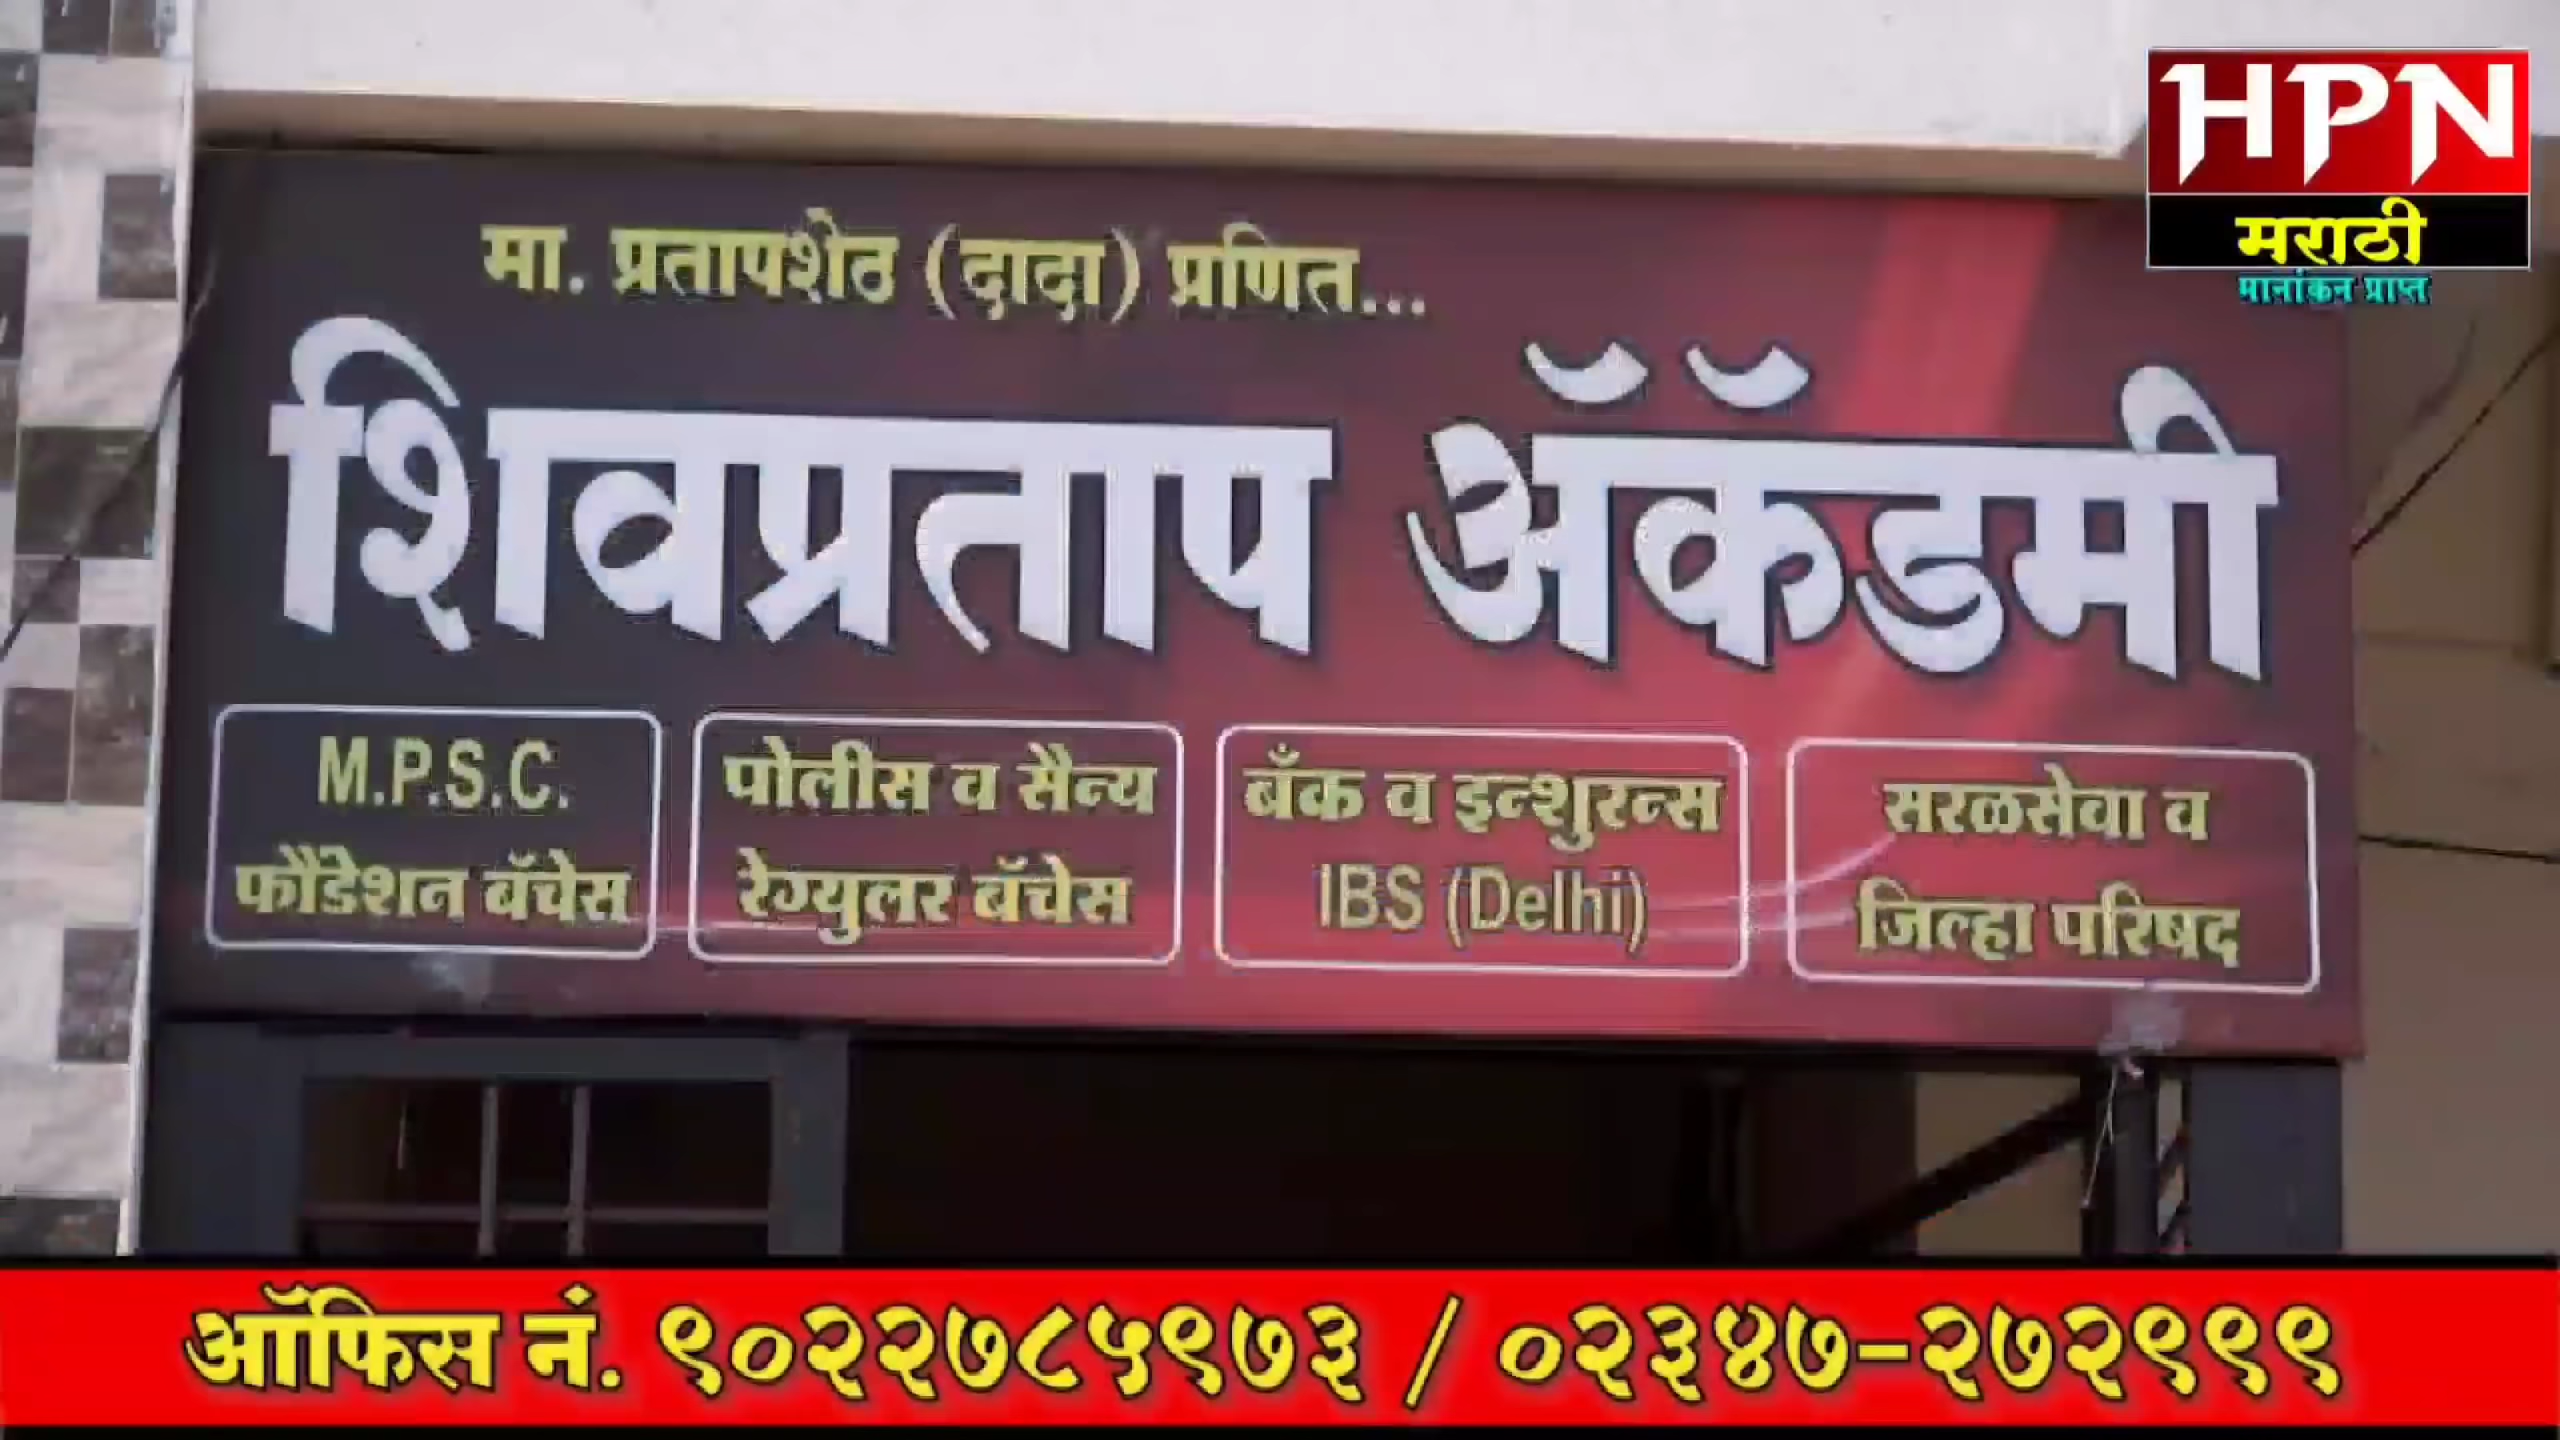 HPN
मराठी
मानांकन प्राप्त
मा. प्रतापशेठ (दादा) प्रणित...
शिवप्रताप ॲकॅडमी
M.P.S.C.
फौंडेशन बॅचेस
पोलीस व सैन्य
रेग्युलर बॅचेस
बँक व इन्शुरन्स
IBS (Delhi)
सरळसेवा व
जिल्हा परिषद
ऑफिस नं. ९०२२७८५९७३ / ०२३४७-२७२९९९